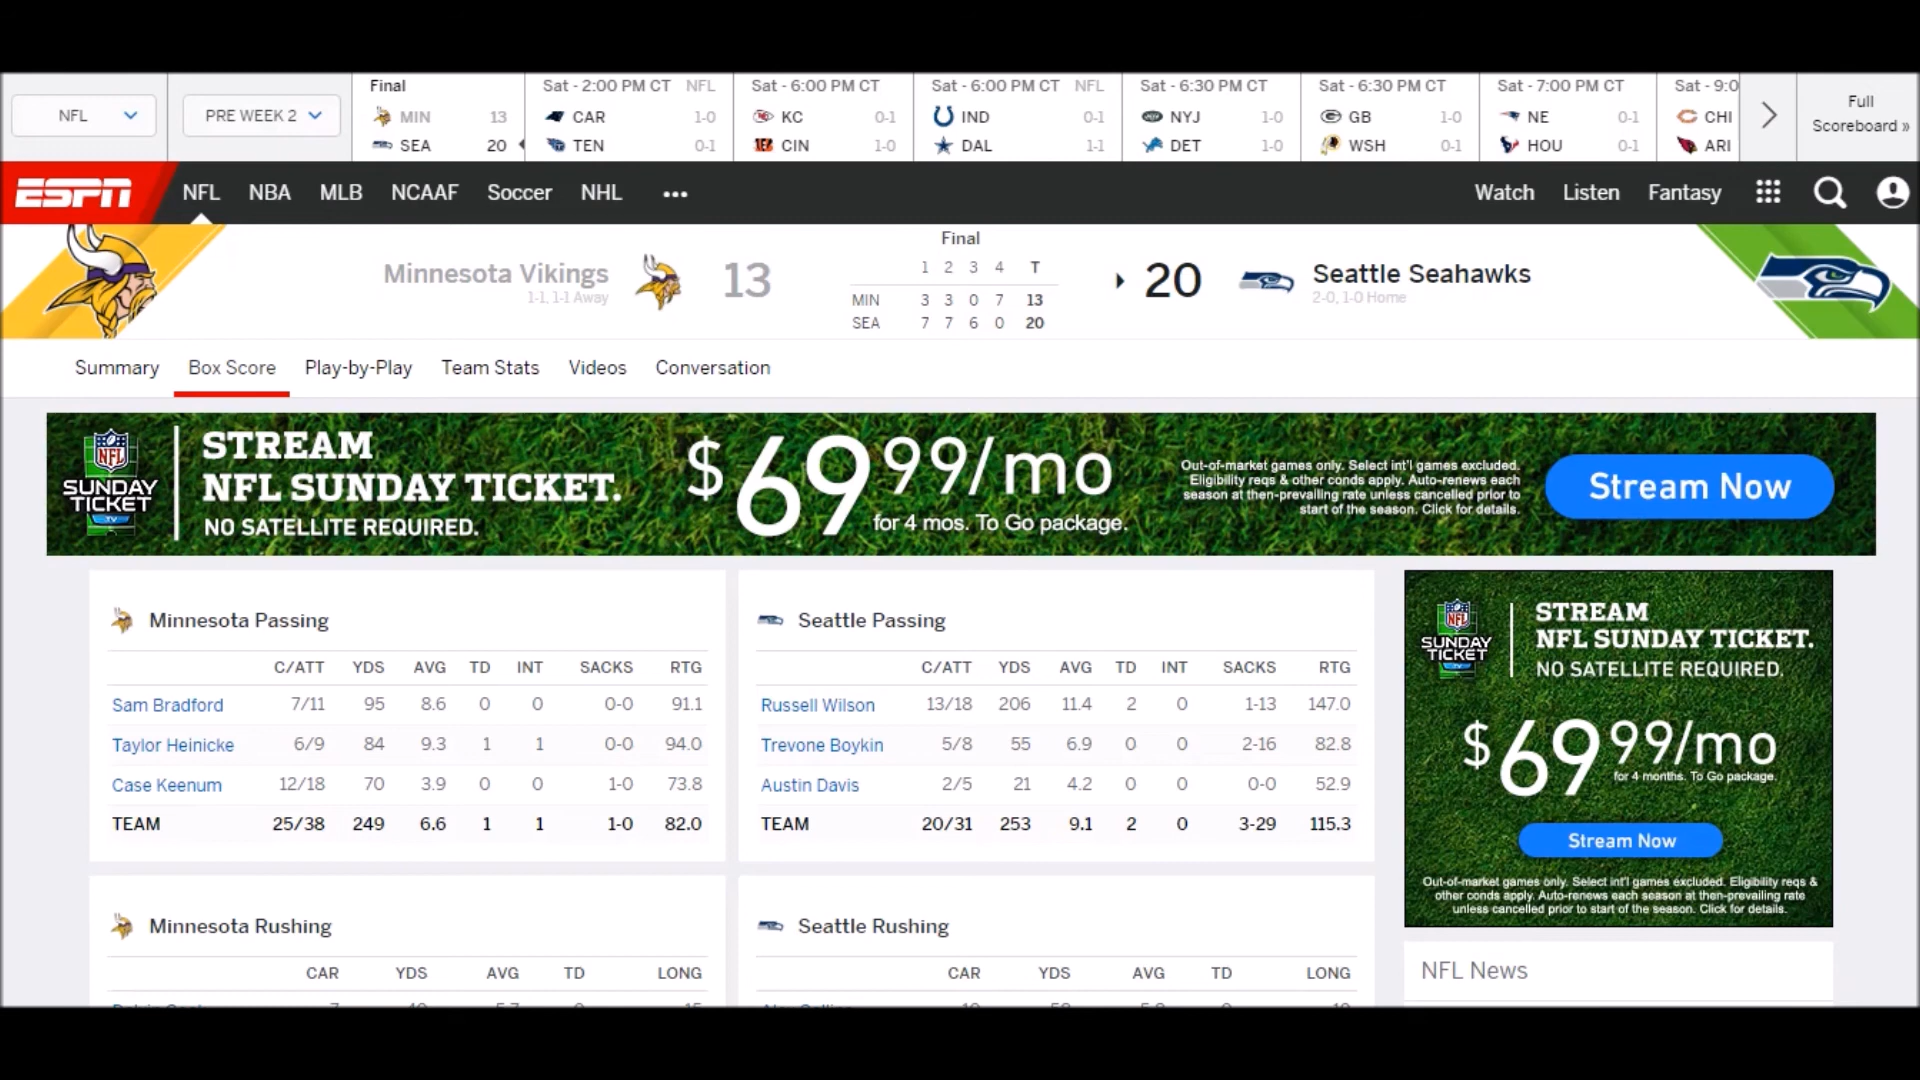 NFL
PRE WEEK 2
Final
MIN 13
SEA 20
Sat - 2:00 PM CT NFL
CAR 1-0
TEN 0-1
Sat - 6:00 PM CT
KC 0-1
CIN 1-0
Sat - 6:00 PM CT NFL
IND 0-1
DAL 1-1
Sat - 6:30 PM CT
NYJ 1-0
DET 1-0
Sat - 6:30 PM CT
GB 1-0
WSH 0-1
Sat - 7:00 PM CT
NE 0-1
HOU 0-1
Sat - 9:0
CHI
ARI
Full
Scoreboard »
ESPN NFL NBA MLB NCAAF Soccer NHL ••• Watch Listen Fantasy
Final
Minnesota Vikings 13
1-1, 1-1 Away
1 2 3 4 T
MIN 3 3 0 7 13
SEA 7 7 6 0 20
20 Seattle Seahawks
2-0, 1-0 Home
Summary Box Score Play-by-Play Team Stats Videos Conversation
NFL
SUNDAY
TICKET
.TV
STREAM
NFL SUNDAY TICKET.
NO SATELLITE REQUIRED.
$69 99/mo
for 4 mos. To Go package.
Out-of-market games only. Select int'l games excluded.
Eligibility reqs & other conds apply. Auto-renews each
season at then-prevailing rate unless cancelled prior to
start of the season. Click for details.
Stream Now
Minnesota Passing
C/ATT YDS AVG TD INT SACKS RTG
Sam Bradford 7/11 95 8.6 0 0 0-0 91.1
Taylor Heinicke 6/9 84 9.3 1 1 0-0 94.0
Case Keenum 12/18 70 3.9 0 0 1-0 73.8
TEAM 25/38 249 6.6 1 1 1-0 82.0
Seattle Passing
C/ATT YDS AVG TD INT SACKS RTG
Russell Wilson 13/18 206 11.4 2 0 1-13 147.0
Trevone Boykin 5/8 55 6.9 0 0 2-16 82.8
Austin Davis 2/5 21 4.2 0 0 0-0 52.9
TEAM 20/31 253 9.1 2 0 3-29 115.3
NFL
SUNDAY
TICKET
.TV
STREAM
NFL SUNDAY TICKET.
NO SATELLITE REQUIRED.
$69 99/mo
for 4 months. To Go package.
Stream Now
Out-of-market games only. Select int'l games excluded. Eligibility reqs &
other conds apply. Auto-renews each season at then-prevailing rate
unless cancelled prior to start of the season. Click for details.
Minnesota Rushing
CAR YDS AVG TD LONG
Seattle Rushing
CAR YDS AVG TD LONG
NFL News